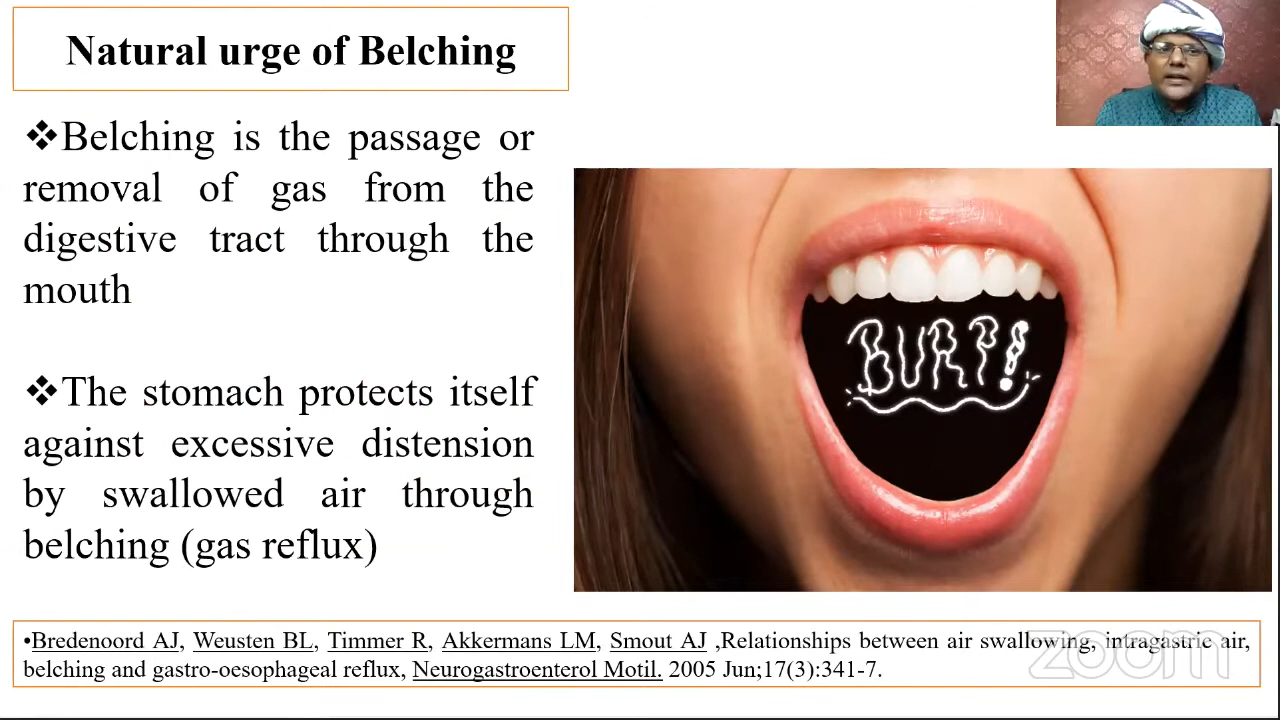 Natural urge of Belching
❖Belching is the passage or
removal of gas from the
digestive tract through the
mouth
BURP!
❖The stomach protects itself
against excessive distension
by swallowed air through
belching (gas reflux)
•Bredenoord AJ, Weusten BL, Timmer R, Akkermans LM, Smout AJ ,Relationships between air swallowing, intragastric air,
belching and gastro-oesophageal reflux, Neurogastroenterol Motil. 2005 Jun;17(3):341-7.
zoom